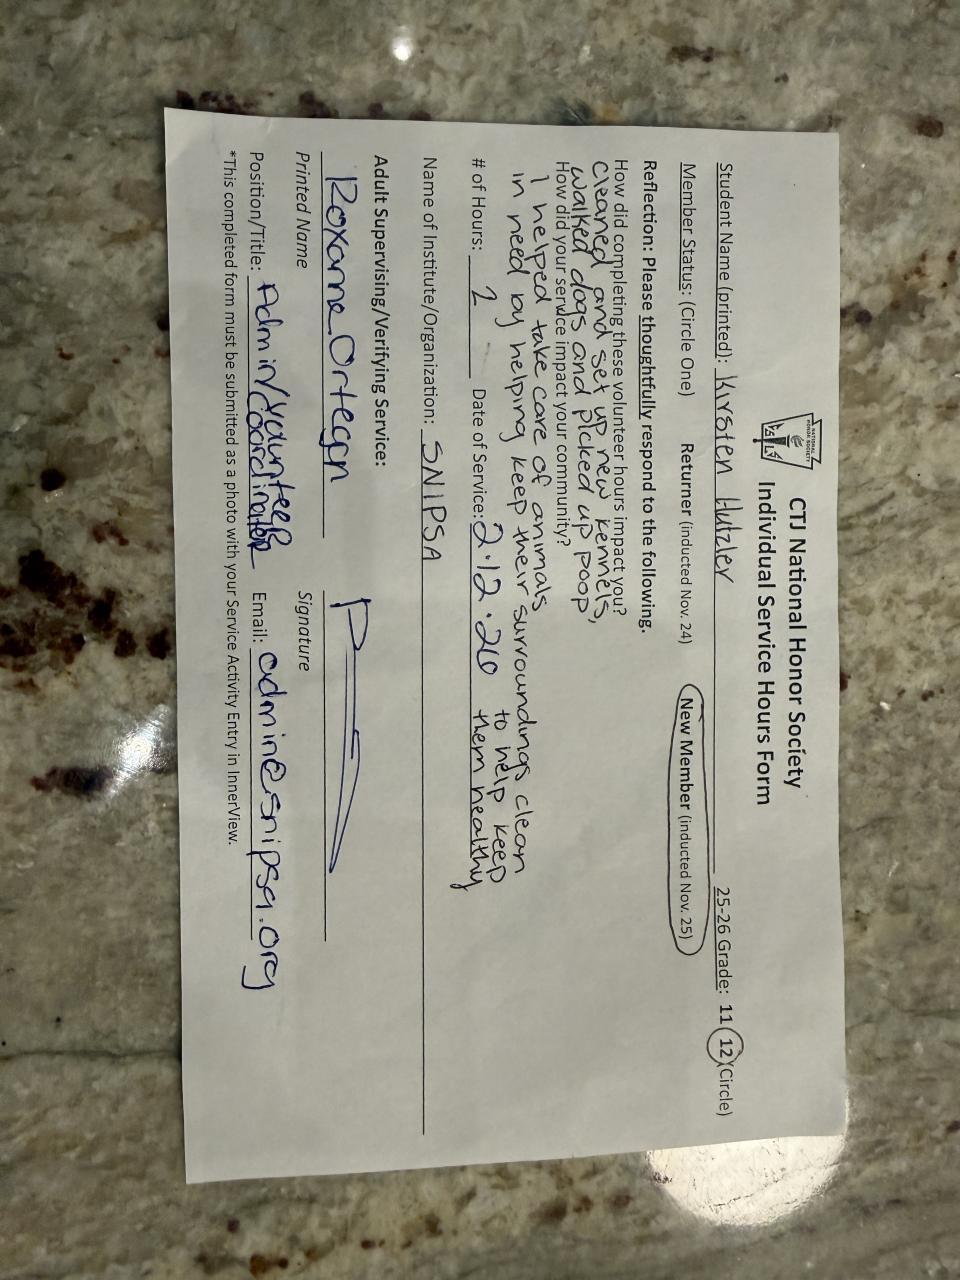 CTJ National Honor Society
Individual Service Hours Form
NATIONAL HONOR SOCIETY
Student Name (printted): Kirsten Hutzler 25-26 Grade: 11 12 (Circle)
Member Status: (Circle One) Returner (inducted Nov. 24) New Member (inducted Nov. 25)
Reflection: Please thoughtfully respond to the following.
How did completing these volunteer hours impact you?
cleaned and set up new kennels,
walked dogs and picked up poop
How did your service impact your community?
I helped take care of animals
in need by helping keep their surroundings clean
to help keep
them healthy
# of Hours: 2 Date of Service: 2.12.26
Name of Institute/Organization: SNIPSA
Adult Supervising/Verifying Service:
Roxanne Ortega
Printed Name Signature
Position/Title: Admin/Volunteer Coordinator Email: admin@snipsa.org
*This completed form must be submitted as a photo with your Service Activity Entry in InnerView.